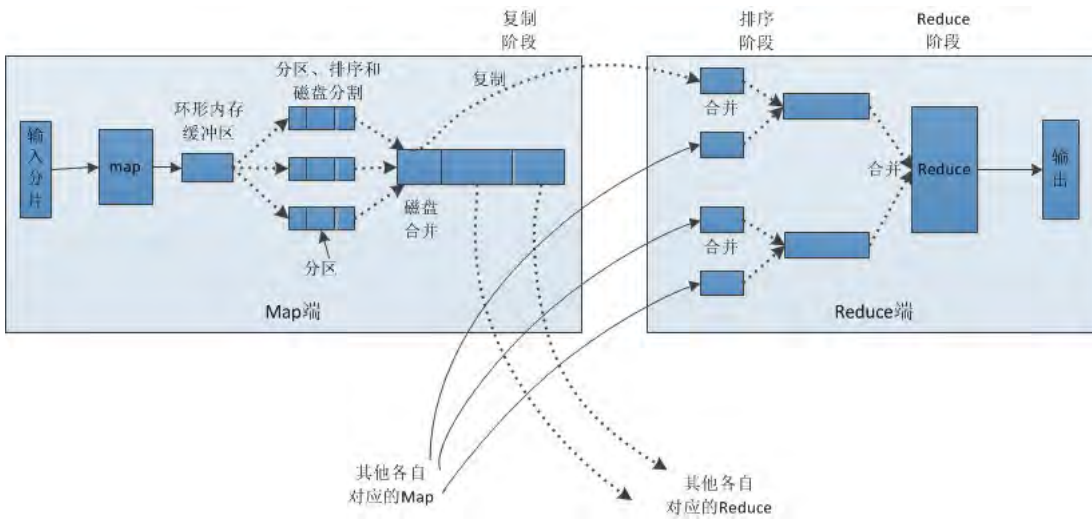 复制
阶段
排序
阶段
Reduce
阶段
分区、排序和
磁盘分割
复制
环形内存
缓冲区
输入分片
map
合并
合并
Reduce
输出
磁盘
合并
合并
分区
Map端
Reduce端
其他各自
对应的Map
其他各自
对应的Reduce